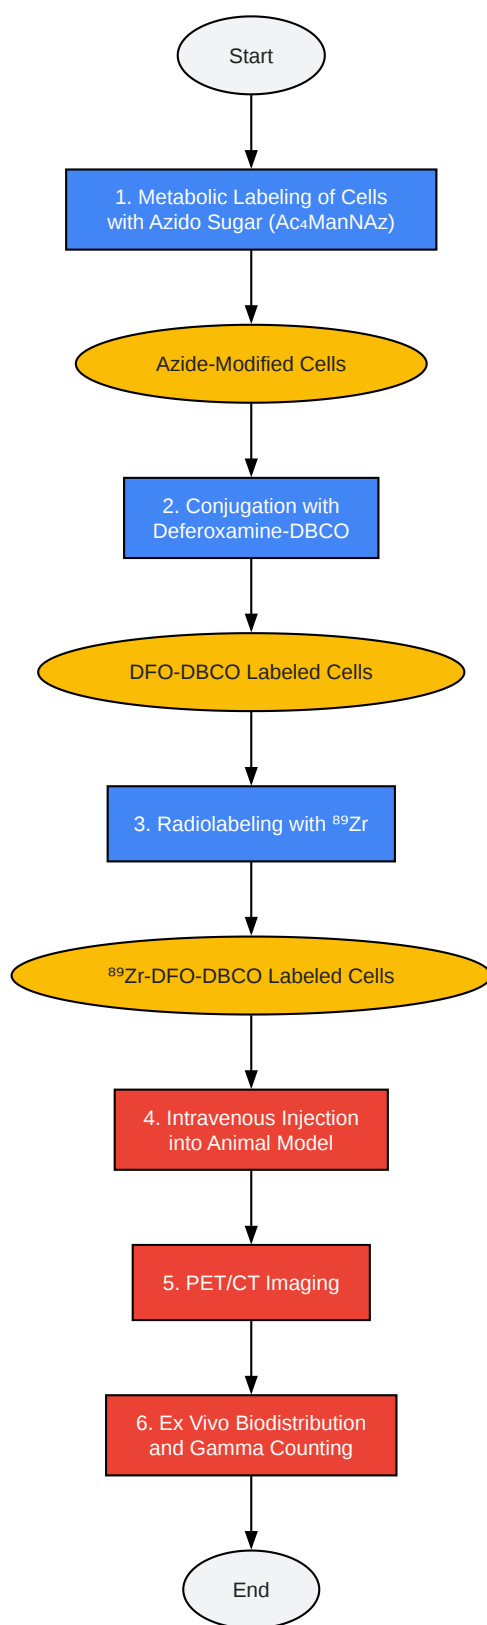 Start
1. Metabolic Labeling of Cells
with Azido Sugar (Ac₄ManNAz)
Azide-Modified Cells
2. Conjugation with
Deferoxamine-DBCO
DFO-DBCO Labeled Cells
3. Radiolabeling with ⁸⁹Zr
⁸⁹Zr-DFO-DBCO Labeled Cells
4. Intravenous Injection
into Animal Model
5. PET/CT Imaging
6. Ex Vivo Biodistribution
and Gamma Counting
End